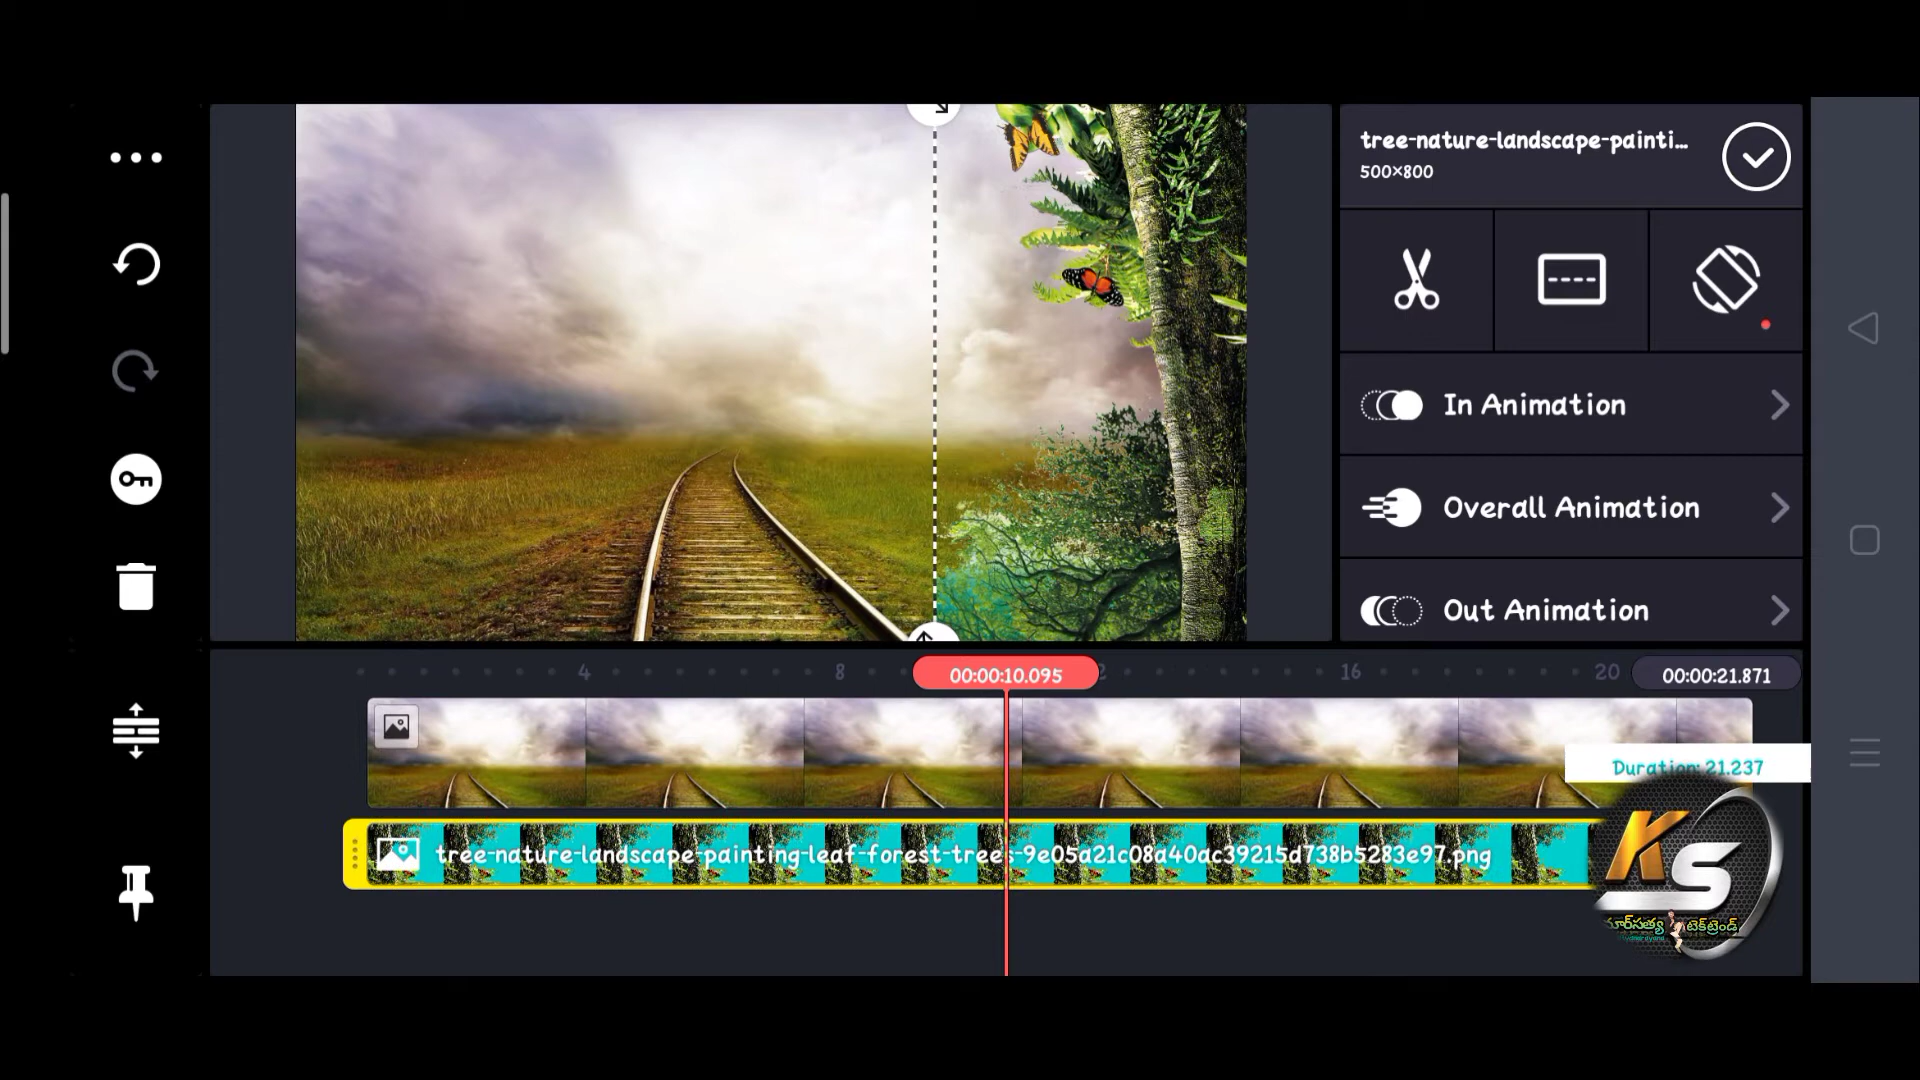 tree-nature-landscape-painti...
500×800
In Animation
Overall Animation
Out Animation
4
8
00:00:10.095
16
20
00:00:21.871
Duration: 21.237
tree-nature-landscape-painting-leaf-forest-trees-9e05a21c08a40ac39215d738b5283e97.png
KS
టెక్‌ట్రెండ్